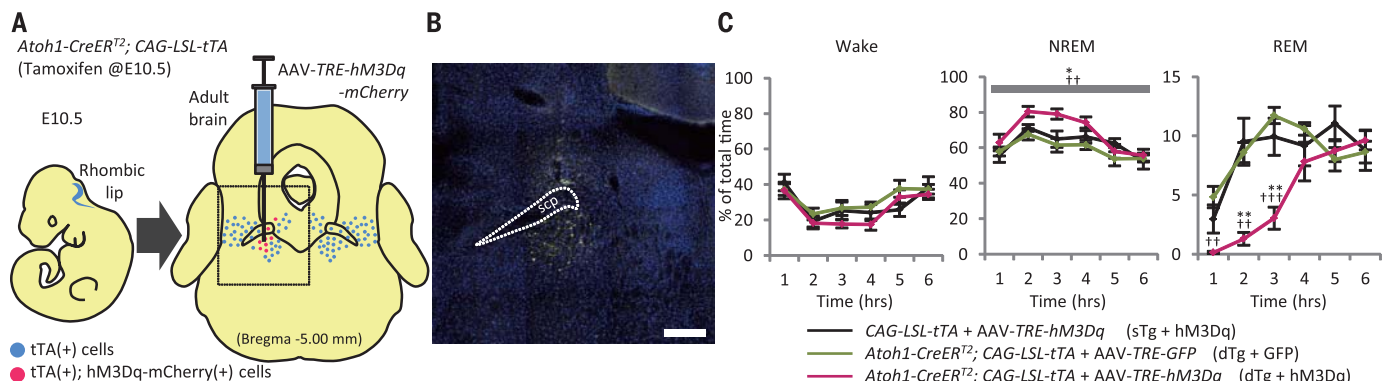 A
Atoh1-CreER^T2; CAG-LSL-tTA
(Tamoxifen @E10.5)
E10.5
Rhombic
lip
Adult
brain
AAV-TRE-hM3Dq
-mCherry
(Bregma -5.00 mm)
tTA(+) cells
tTA(+); hM3Dq-mCherry(+) cells
B
scp
C
Wake
% of total time
100
80
60
40
20
0
1 2 3 4 5 6
Time (hrs)
NREM
100
80
60
40
20
0
*
††
1 2 3 4 5 6
Time (hrs)
REM
15
10
5
0
††
**
††
**
†††
1 2 3 4 5 6
Time (hrs)
CAG-LSL-tTA + AAV-TRE-hM3Dq (sTg + hM3Dq)
Atoh1-CreER^T2; CAG-LSL-tTA + AAV-TRE-GFP (dTg + GFP)
Atoh1-CreER^T2; CAG-LSL-tTA + AAV-TRE-hM3Dq (dTg + hM3Dq)